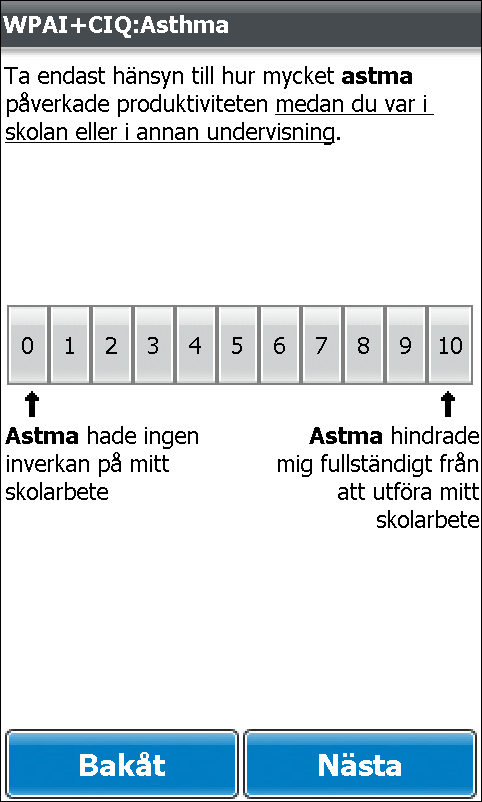 WPAI+CIQ:Asthma
Ta endast hänsyn till hur mycket astma
påverkade produktiviteten medan du var i
skolan eller i annan undervisning.
0 1 2 3 4 5 6 7 8 9 10
Astma hade ingen
inverkan på mitt
skolarbete
Astma hindrade
mig fullständigt från
att utföra mitt
skolarbete
Bakåt
Nästa